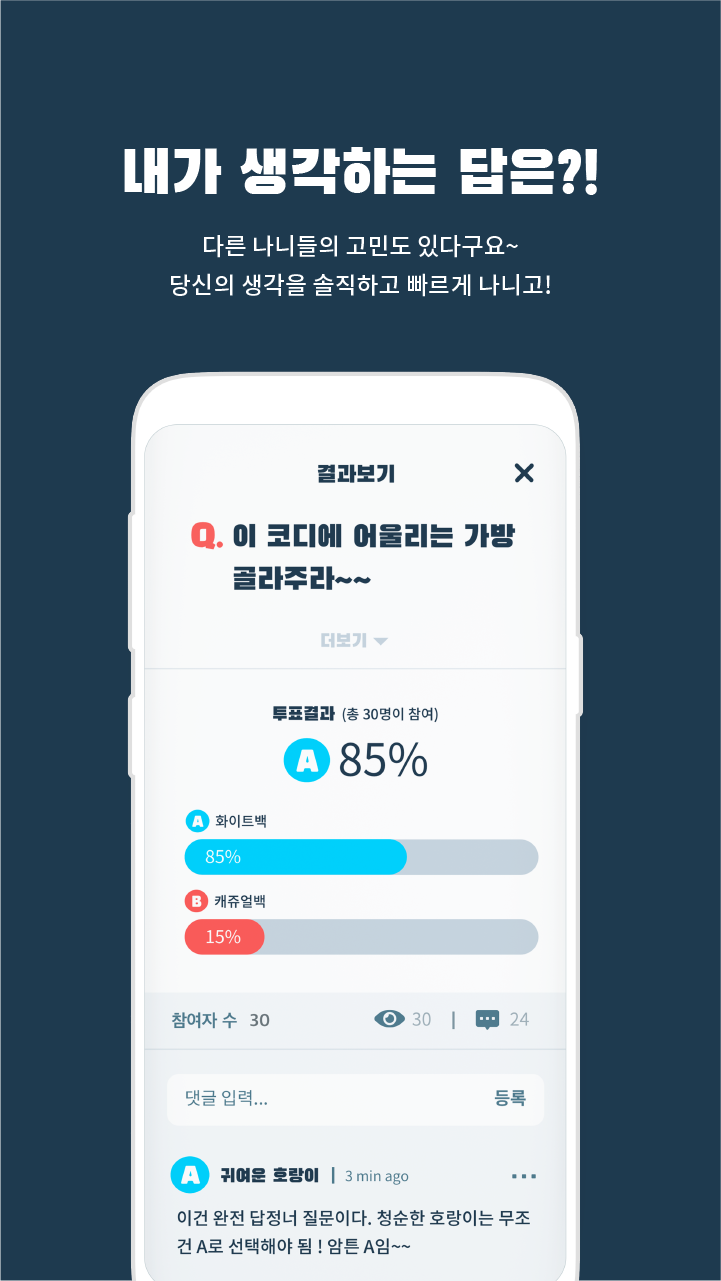 내가 생각하는 답은?!
다른 나니들의 고민도 있다구요~
당신의 생각을 솔직하고 빠르게 나니고!
결과보기
Q. 이 코디에 어울리는 가방
골라주라~~
더보기
투표결과 (총 30명이 참여)
A 85%
A 화이트백
85%
B 캐쥬얼백
15%
참여자 수 30 30 | 24
댓글 입력... 등록
A 귀여운 호랑이 | 3 min ago ...
이건 완전 답정너 질문이다. 청순한 호랑이는 무조
건 A로 선택해야 됨 ! 암튼 A임~~